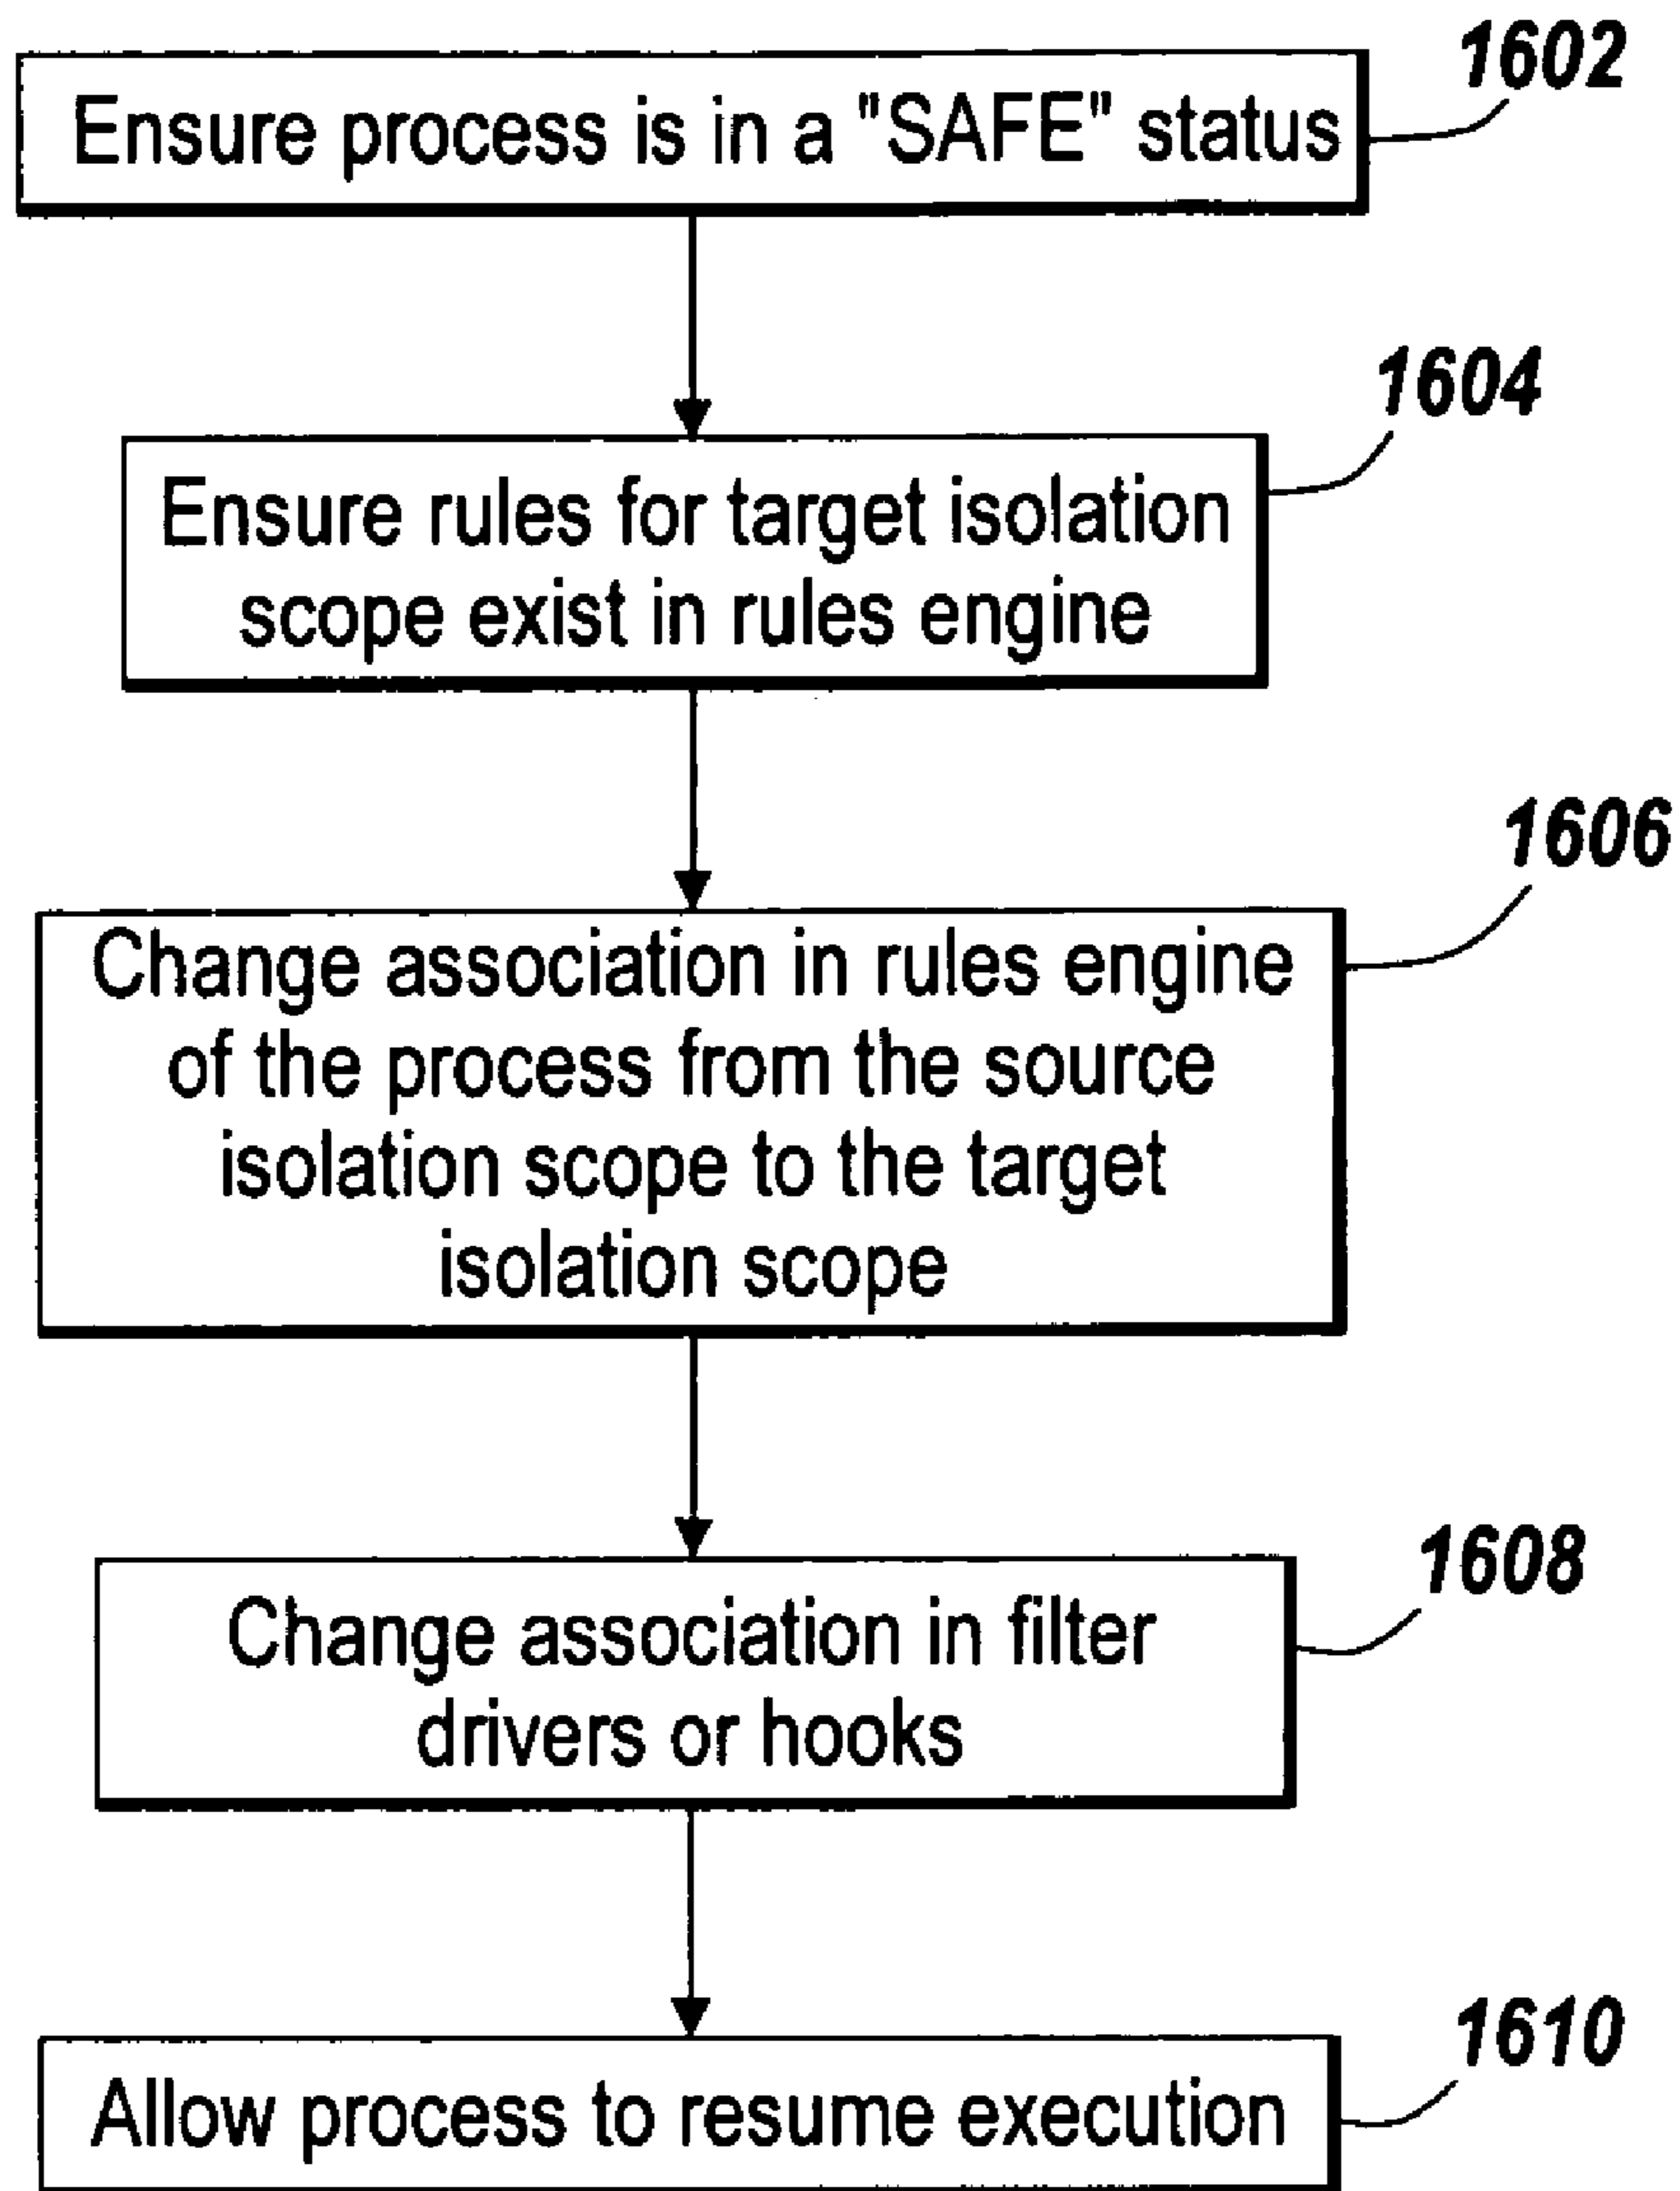 1602
Ensure process is in a "SAFE" status
1604
Ensure rules for target isolation
scope exist in rules engine
1606
Change association in rules engine
of the process from the source
isolation scope to the target
isolation scope
1608
Change association in filter
drivers or hooks
1610
Allow process to resume execution